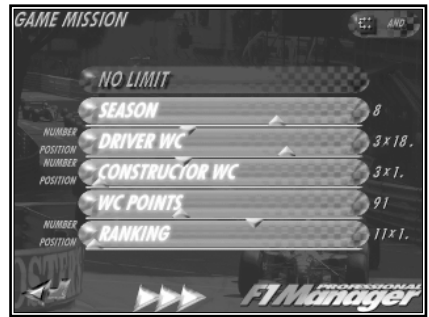 GAME MISSION
AND
NO LIMIT
SEASON 8
NUMBER
POSITION DRIVER WC 3×18.
NUMBER
POSITION CONSTRUCTOR WC 3×1.
WC POINTS 91
NUMBER
POSITION RANKING 11×1.
PROFESSIONAL
F1 Manager